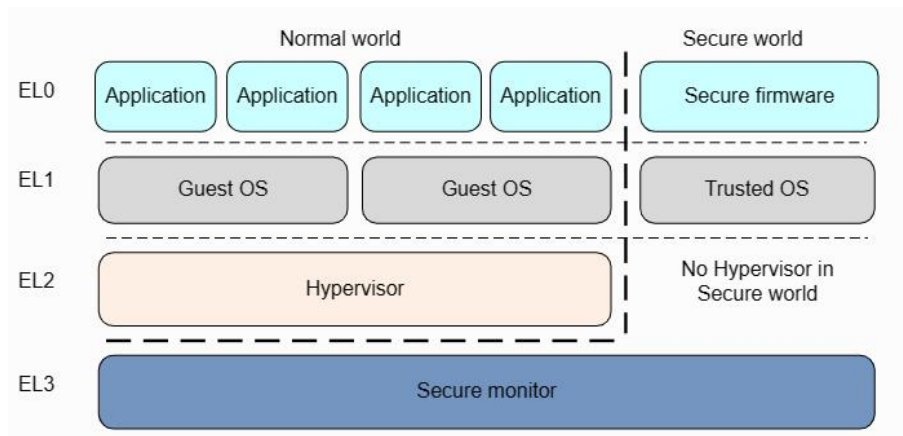 Normal world
Secure world
EL0
Application
Application
Application
Application
Secure firmware
EL1
Guest OS
Guest OS
Trusted OS
EL2
Hypervisor
No Hypervisor in
Secure world
EL3
Secure monitor